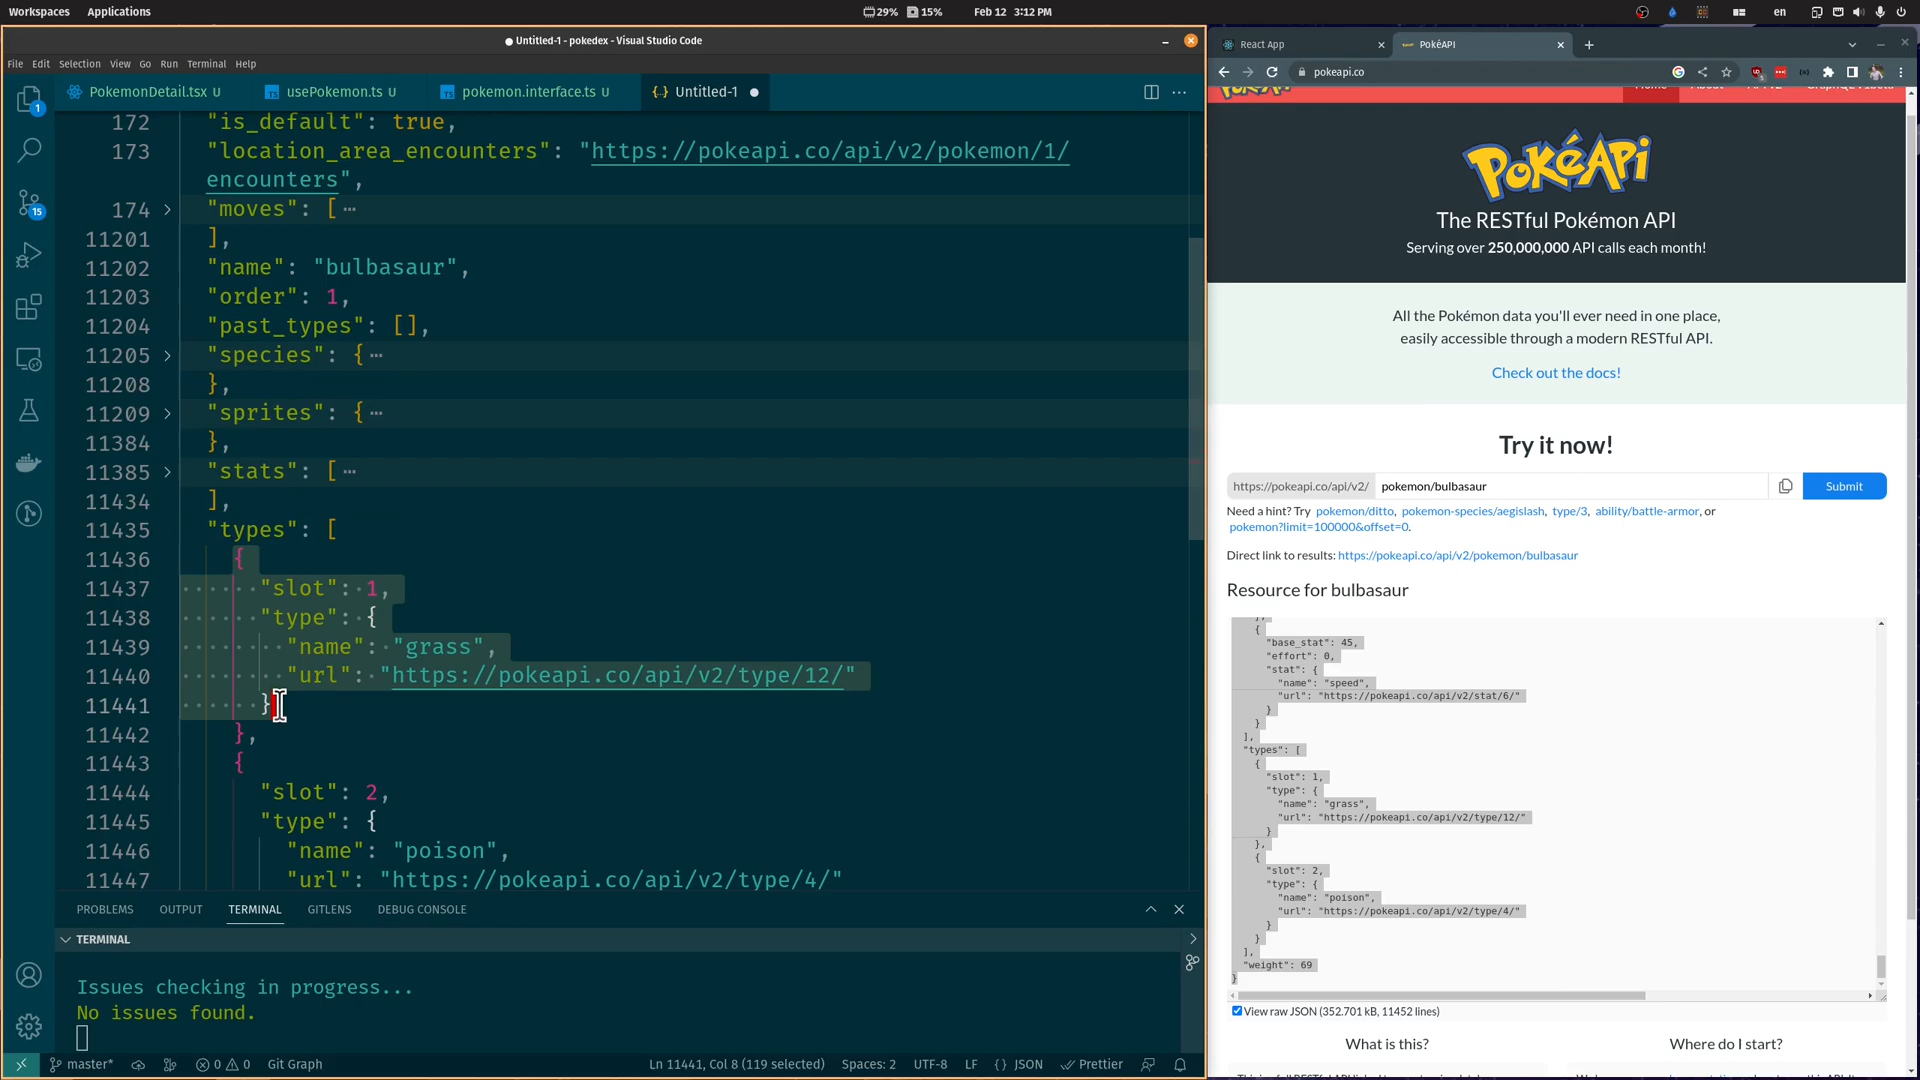 Workspaces
Applications
29%
15%
Feb 12 3:12 PM
en
Untitled-1 - pokedex - Visual Studio Code
File Edit Selection View Go Run Terminal Help
PokemonDetail.tsx U
usePokemon.ts U
pokemon.interface.ts U
{..} Untitled-1
1
15
172 "is_default": true,
173 "location_area_encounters": "https://pokeapi.co/api/v2/pokemon/1/
encounters",
174 "moves": [ ⋯
11201 ],
11202 "name": "bulbasaur",
11203 "order": 1,
11204 "past_types": [],
11205 "species": { ⋯
11208 },
11209 "sprites": { ⋯
11384 },
11385 "stats": [ ⋯
11434 ],
11435 "types": [
11436 {
11437 "slot": 1,
11438 "type": {
11439 "name": "grass",
11440 "url": "https://pokeapi.co/api/v2/type/12/"
11441 }
11442 },
11443 {
11444 "slot": 2,
11445 "type": {
11446 "name": "poison",
11447 "url": "https://pokeapi.co/api/v2/type/4/"
PROBLEMS OUTPUT TERMINAL GITLENS DEBUG CONSOLE
TERMINAL
Issues checking in progress...
No issues found.
master*
0 0
Git Graph
Ln 11441, Col 8 (119 selected)
Spaces: 2
UTF-8
LF
{ } JSON
Prettier
React App
PokéAPI
pokeapi.co
PokéAPI
The RESTful Pokémon API
Serving over 250,000,000 API calls each month!
All the Pokémon data you'll ever need in one place,
easily accessible through a modern RESTful API.
Check out the docs!
Try it now!
https://pokeapi.co/api/v2/ pokemon/bulbasaur
Submit
Need a hint? Try pokemon/ditto, pokemon-species/aegislash, type/3, ability/battle-armor, or
pokemon?limit=100000&offset=0.
Direct link to results: https://pokeapi.co/api/v2/pokemon/bulbasaur
Resource for bulbasaur
},
{
"base_stat": 45,
"effort": 0,
"stat": {
"name": "speed",
"url": "https://pokeapi.co/api/v2/stat/6/"
}
}
],
"types": [
{
"slot": 1,
"type": {
"name": "grass",
"url": "https://pokeapi.co/api/v2/type/12/"
}
},
{
"slot": 2,
"type": {
"name": "poison",
"url": "https://pokeapi.co/api/v2/type/4/"
}
}
],
"weight": 69
}
View raw JSON (352.701 kB, 11452 lines)
What is this?
Where do I start?